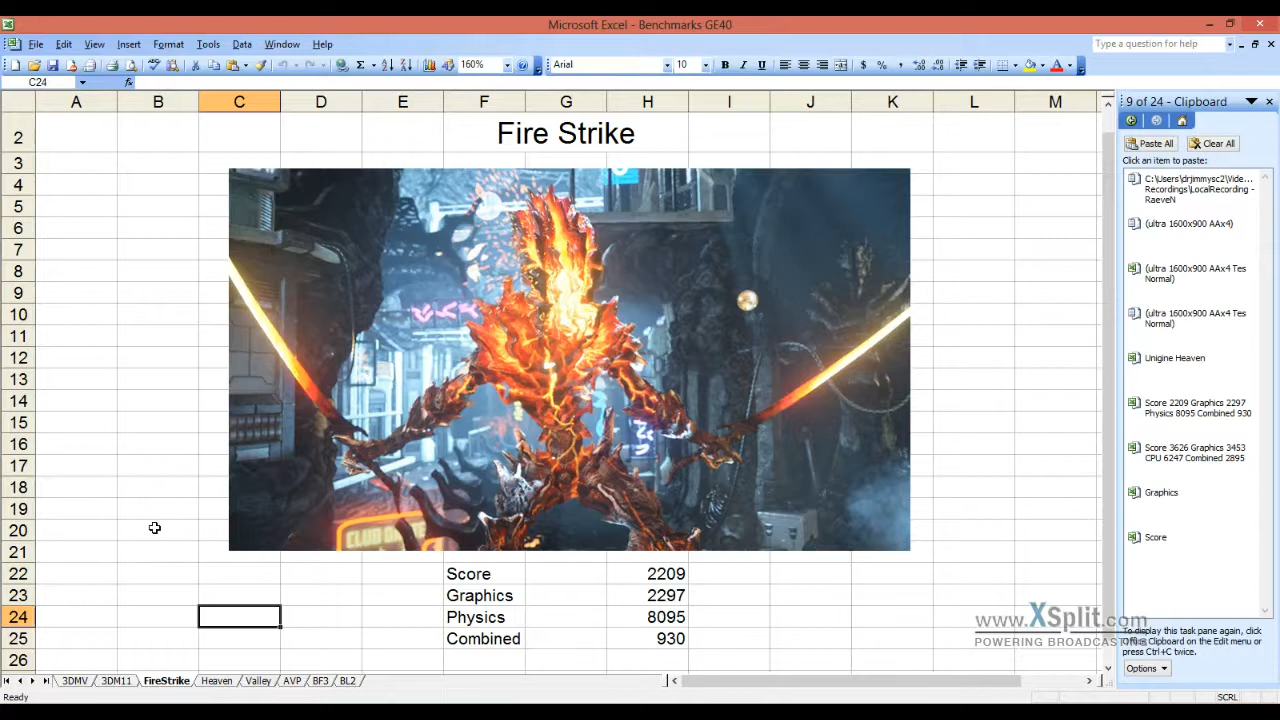 Microsoft Excel - Benchmarks GE40
File Edit View Insert Format Tools Data Window Help
Type a question for help
160%
Arial
10
B I U
$ % ,
C24
fx
A B C D E F G H I J K L M
2
3
4
5
6
7
8
9
10
11
12
13
14
15
16
17
18
19
20
21
22
23
24
25
26
Fire Strike
CLUB
Score 2209
Graphics 2297
Physics 8095
Combined 930
9 of 24 - Clipboard
Paste All Clear All
Click an item to paste:
C:\Users\drjimmysc2\Vide...
Recordings\LocalRecording -
RaeveN
(ultra 1600x900 AAx4)
(ultra 1600x900 AAx4 Tes
Normal)
(ultra 1600x900 AAx4 Tes
Normal)
Unigine Heaven
Score 2209 Graphics 2297
Physics 8095 Combined 930
Score 3626 Graphics 3453
CPU 6247 Combined 2895
Graphics
Score
www.XSplit.com
POWERING BROADCASTING
To display this task pane again, click
Office Clipboard on the Edit menu or
press Ctrl+C twice.
Options
3DMV 3DM11 FireStrike Heaven Valley AVP BF3 BL2
Ready
SCRL